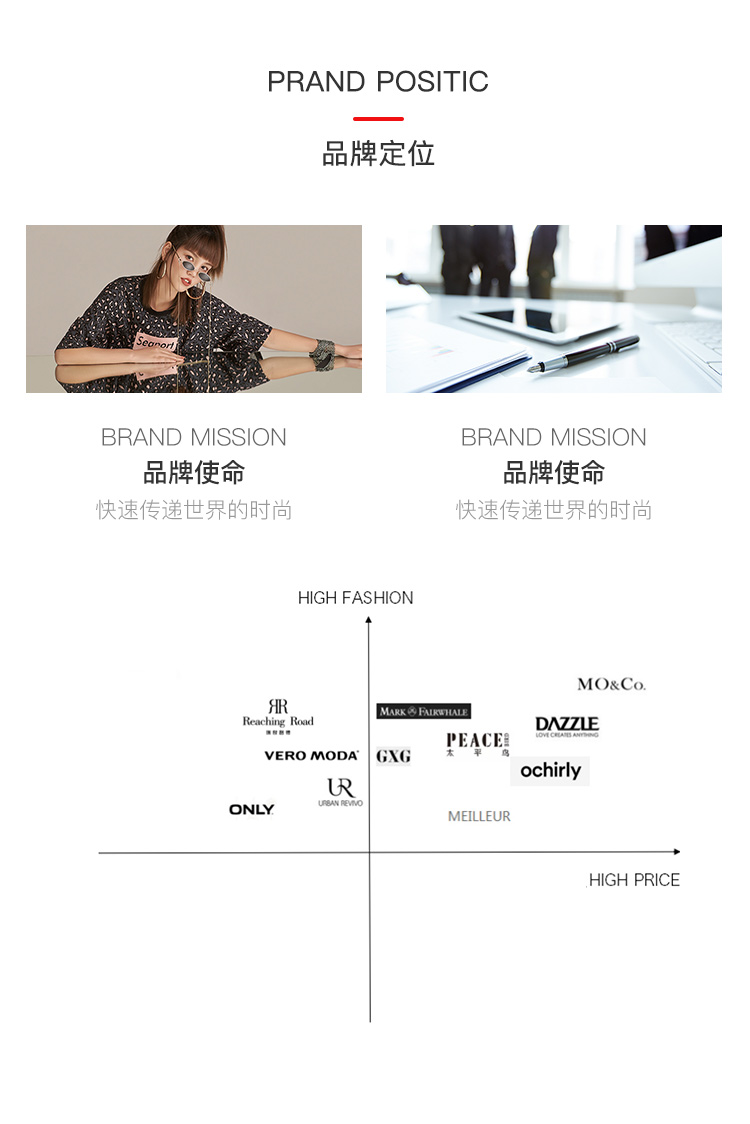 PRAND POSITIC
品牌定位
Seaport
BRAND MISSION
品牌使命
快速传递世界的时尚
BRAND MISSION
品牌使命
快速传递世界的时尚
HIGH FASHION
MO&Co.
RR
Reaching Road
MARK FAIRWHALE
DAZZLE
LOVE CREATES ANYTHING
PEACE BIRD
太 平 鸟
VERO MODA
GXG
ochirly
UR
URBAN REVIVO
ONLY
MEILLEUR
HIGH PRICE